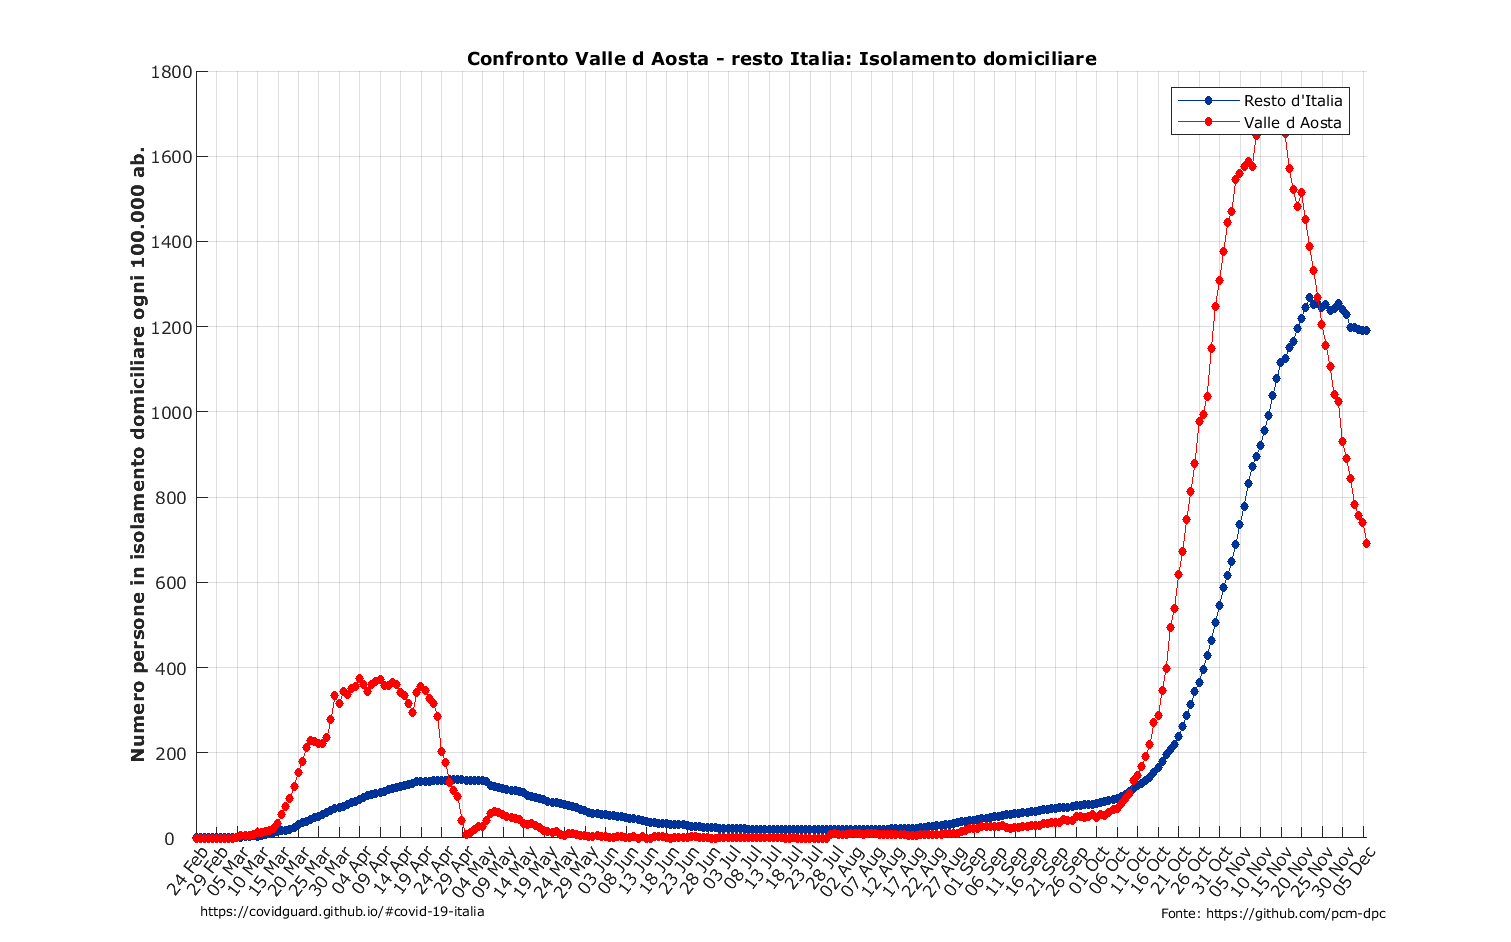 Confronto Valle d Aosta - resto Italia: Isolamento domiciliare
Numero persone in isolamento domiciliare ogni 100.000 ab.
1800
1600
1400
1200
1000
800
600
400
200
0
Resto d'Italia
Valle d Aosta
24 Feb
29 Feb
05 Mar
10 Mar
15 Mar
20 Mar
25 Mar
30 Mar
04 Apr
09 Apr
14 Apr
19 Apr
24 Apr
29 Apr
04 May
09 May
14 May
19 May
24 May
29 May
03 Jun
08 Jun
13 Jun
18 Jun
23 Jun
28 Jun
03 Jul
08 Jul
13 Jul
18 Jul
23 Jul
28 Jul
02 Aug
07 Aug
12 Aug
17 Aug
22 Aug
27 Aug
01 Sep
06 Sep
11 Sep
16 Sep
21 Sep
26 Sep
01 Oct
06 Oct
11 Oct
16 Oct
21 Oct
26 Oct
31 Oct
05 Nov
10 Nov
15 Nov
20 Nov
25 Nov
30 Nov
05 Dec
https://covidguard.github.io/#covid-19-italia
Fonte: https://github.com/pcm-dpc